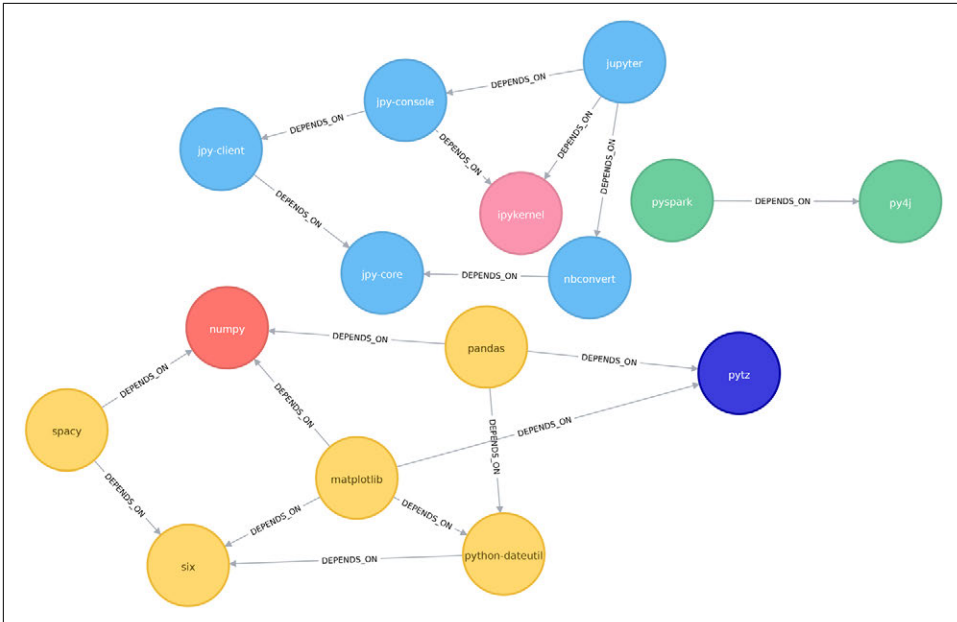 jupyter
DEPENDS_ON
jpy-console
DEPENDS_ON
jpy-client
DEPENDS_ON
DEPENDS_ON
DEPENDS_ON
DEPENDS_ON
ipykernel
pyspark
DEPENDS_ON
py4j
DEPENDS_ON
jpy-core
DEPENDS_ON
nbconvert
numpy
DEPENDS_ON
pandas
DEPENDS_ON
pytz
DEPENDS_ON
DEPENDS_ON
DEPENDS_ON
DEPENDS_ON
spacy
matplotlib
DEPENDS_ON
DEPENDS_ON
DEPENDS_ON
six
DEPENDS_ON
python-dateutil